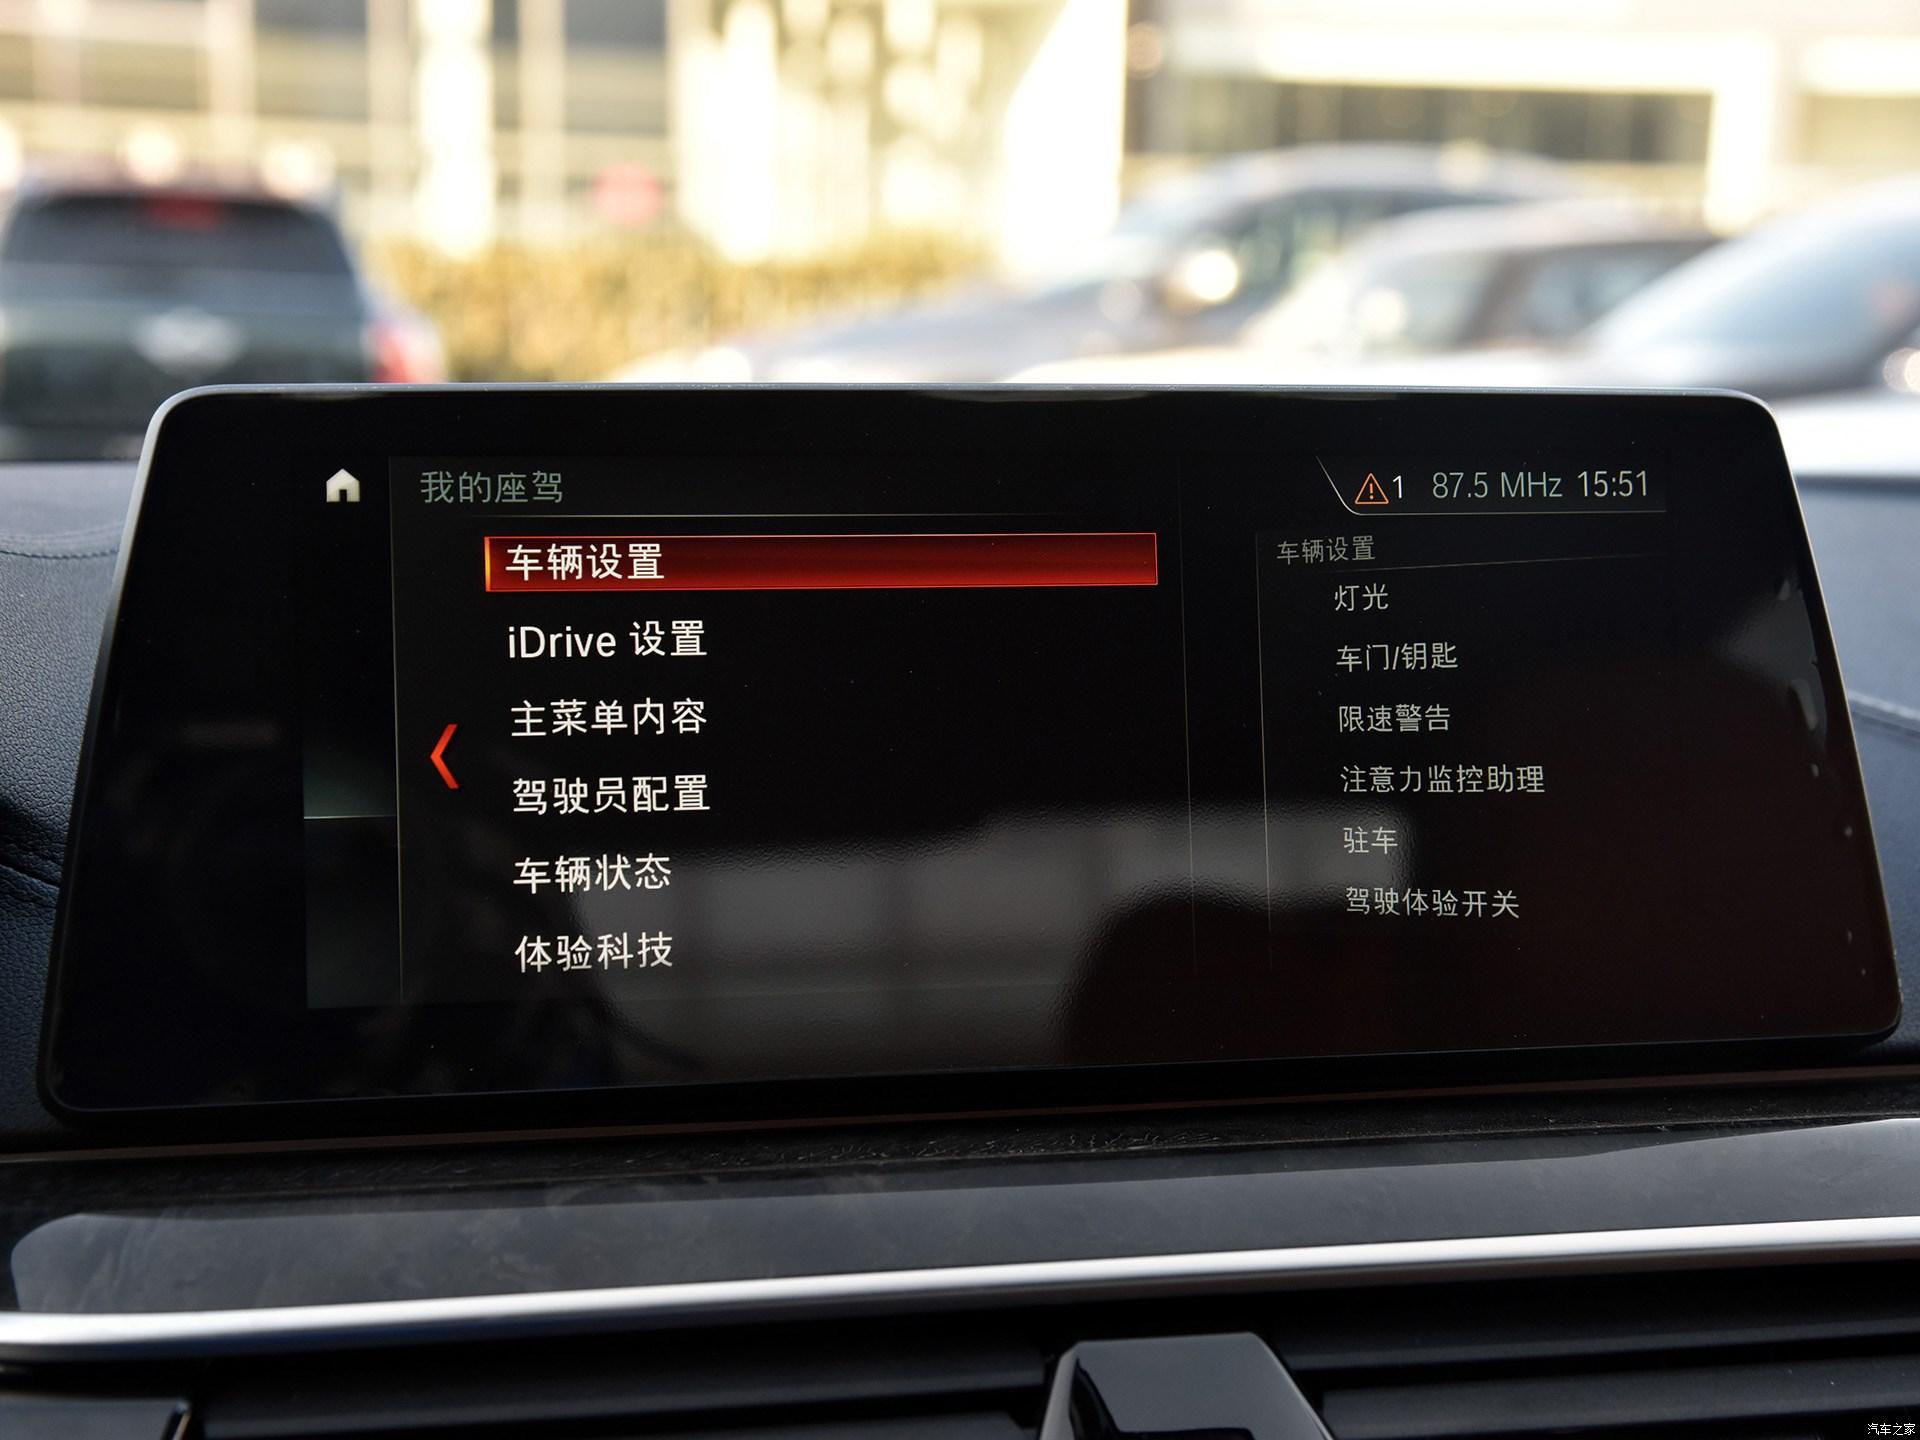 我的座驾
1 87.5 MHz 15:51
车辆设置
iDrive 设置
主菜单内容
驾驶员配置
车辆状态
体验科技
车辆设置
灯光
车门/钥匙
限速警告
注意力监控助理
驻车
驾驶体验开关
汽车之家